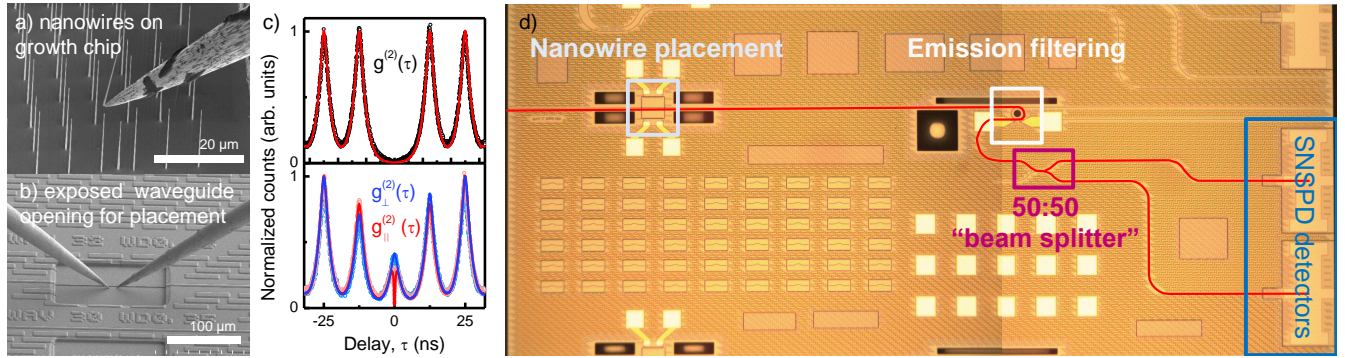 a) nanowires on
growth chip
20 μm
b) exposed waveguide
opening for placement
100 μm
c)
Normalized counts (arb. units)
1
g⁽²⁾(τ)
0
1
g⊥⁽²⁾(τ)
g||⁽²⁾(τ)
0
-25 0 25
Delay, τ (ns)
d)
Nanowire placement
Emission filtering
50:50
“beam splitter”
SNSPD detectors